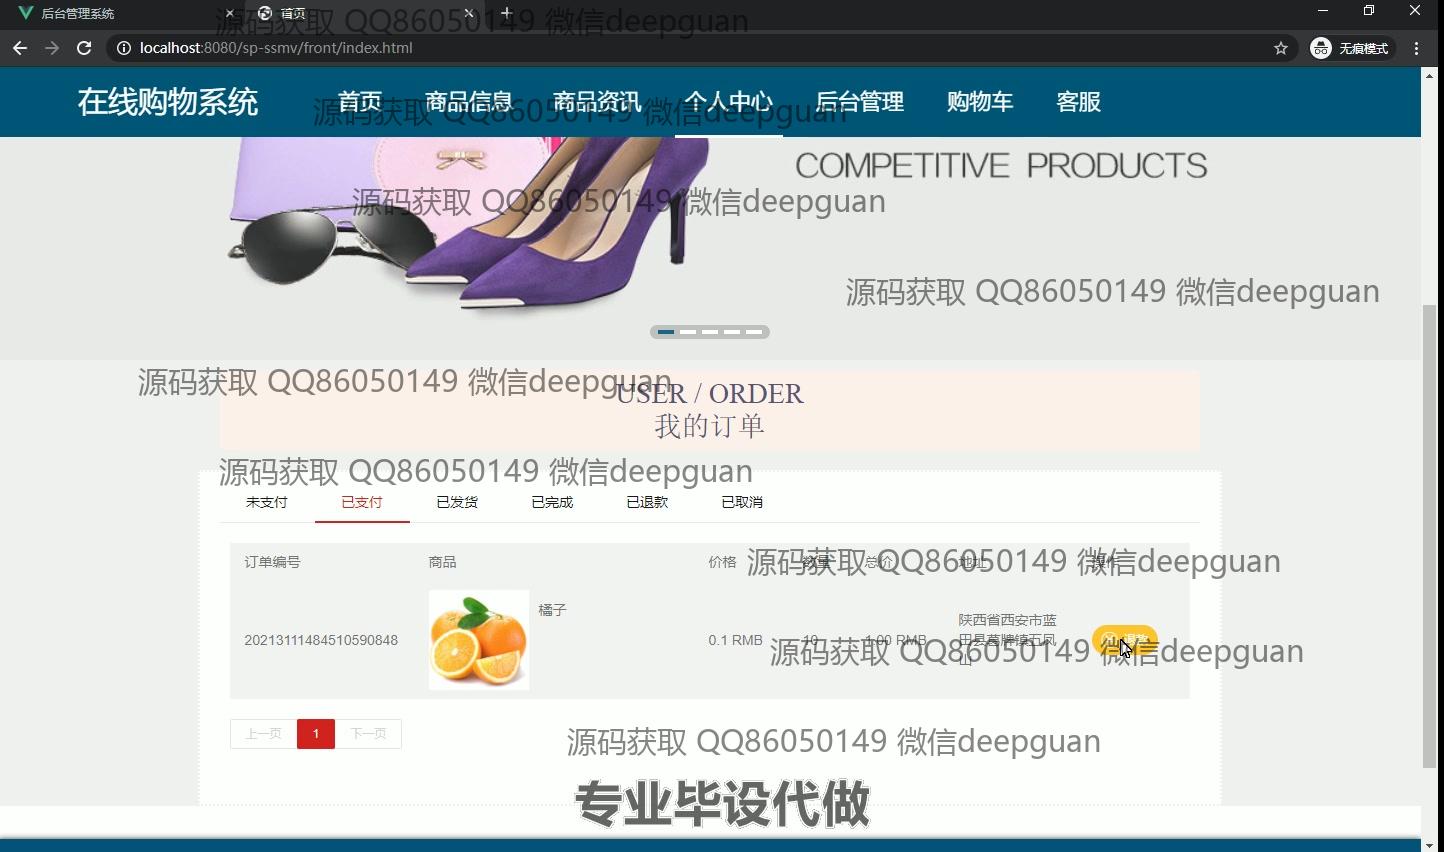 后台管理系统
首页
源码获取 QQ86050149 微信deepguan
localhost:8080/sp-ssmv/front/index.html
无痕模式
在线购物系统
首页
商品信息
商品资讯
个人中心
后台管理
购物车
客服
源码获取 QQ86050149 微信deepguan
COMPETITIVE PRODUCTS
源码获取 QQ86050149 微信deepguan
源码获取 QQ86050149 微信deepguan
源码获取 QQ86050149 微信deepguan
USER / ORDER
我的订单
源码获取 QQ86050149 微信deepguan
未支付
已支付
已发货
已完成
已退款
已取消
订单编号
商品
价格
数量
总价
地址
操作
源码获取 QQ86050149 微信deepguan
20213111484510590848
橘子
0.1 RMB
10
1.00 RMB
陕西省西安市蓝
源码获取 QQ86050149 微信deepguan
上一页
1
下一页
源码获取 QQ86050149 微信deepguan
专业毕设代做